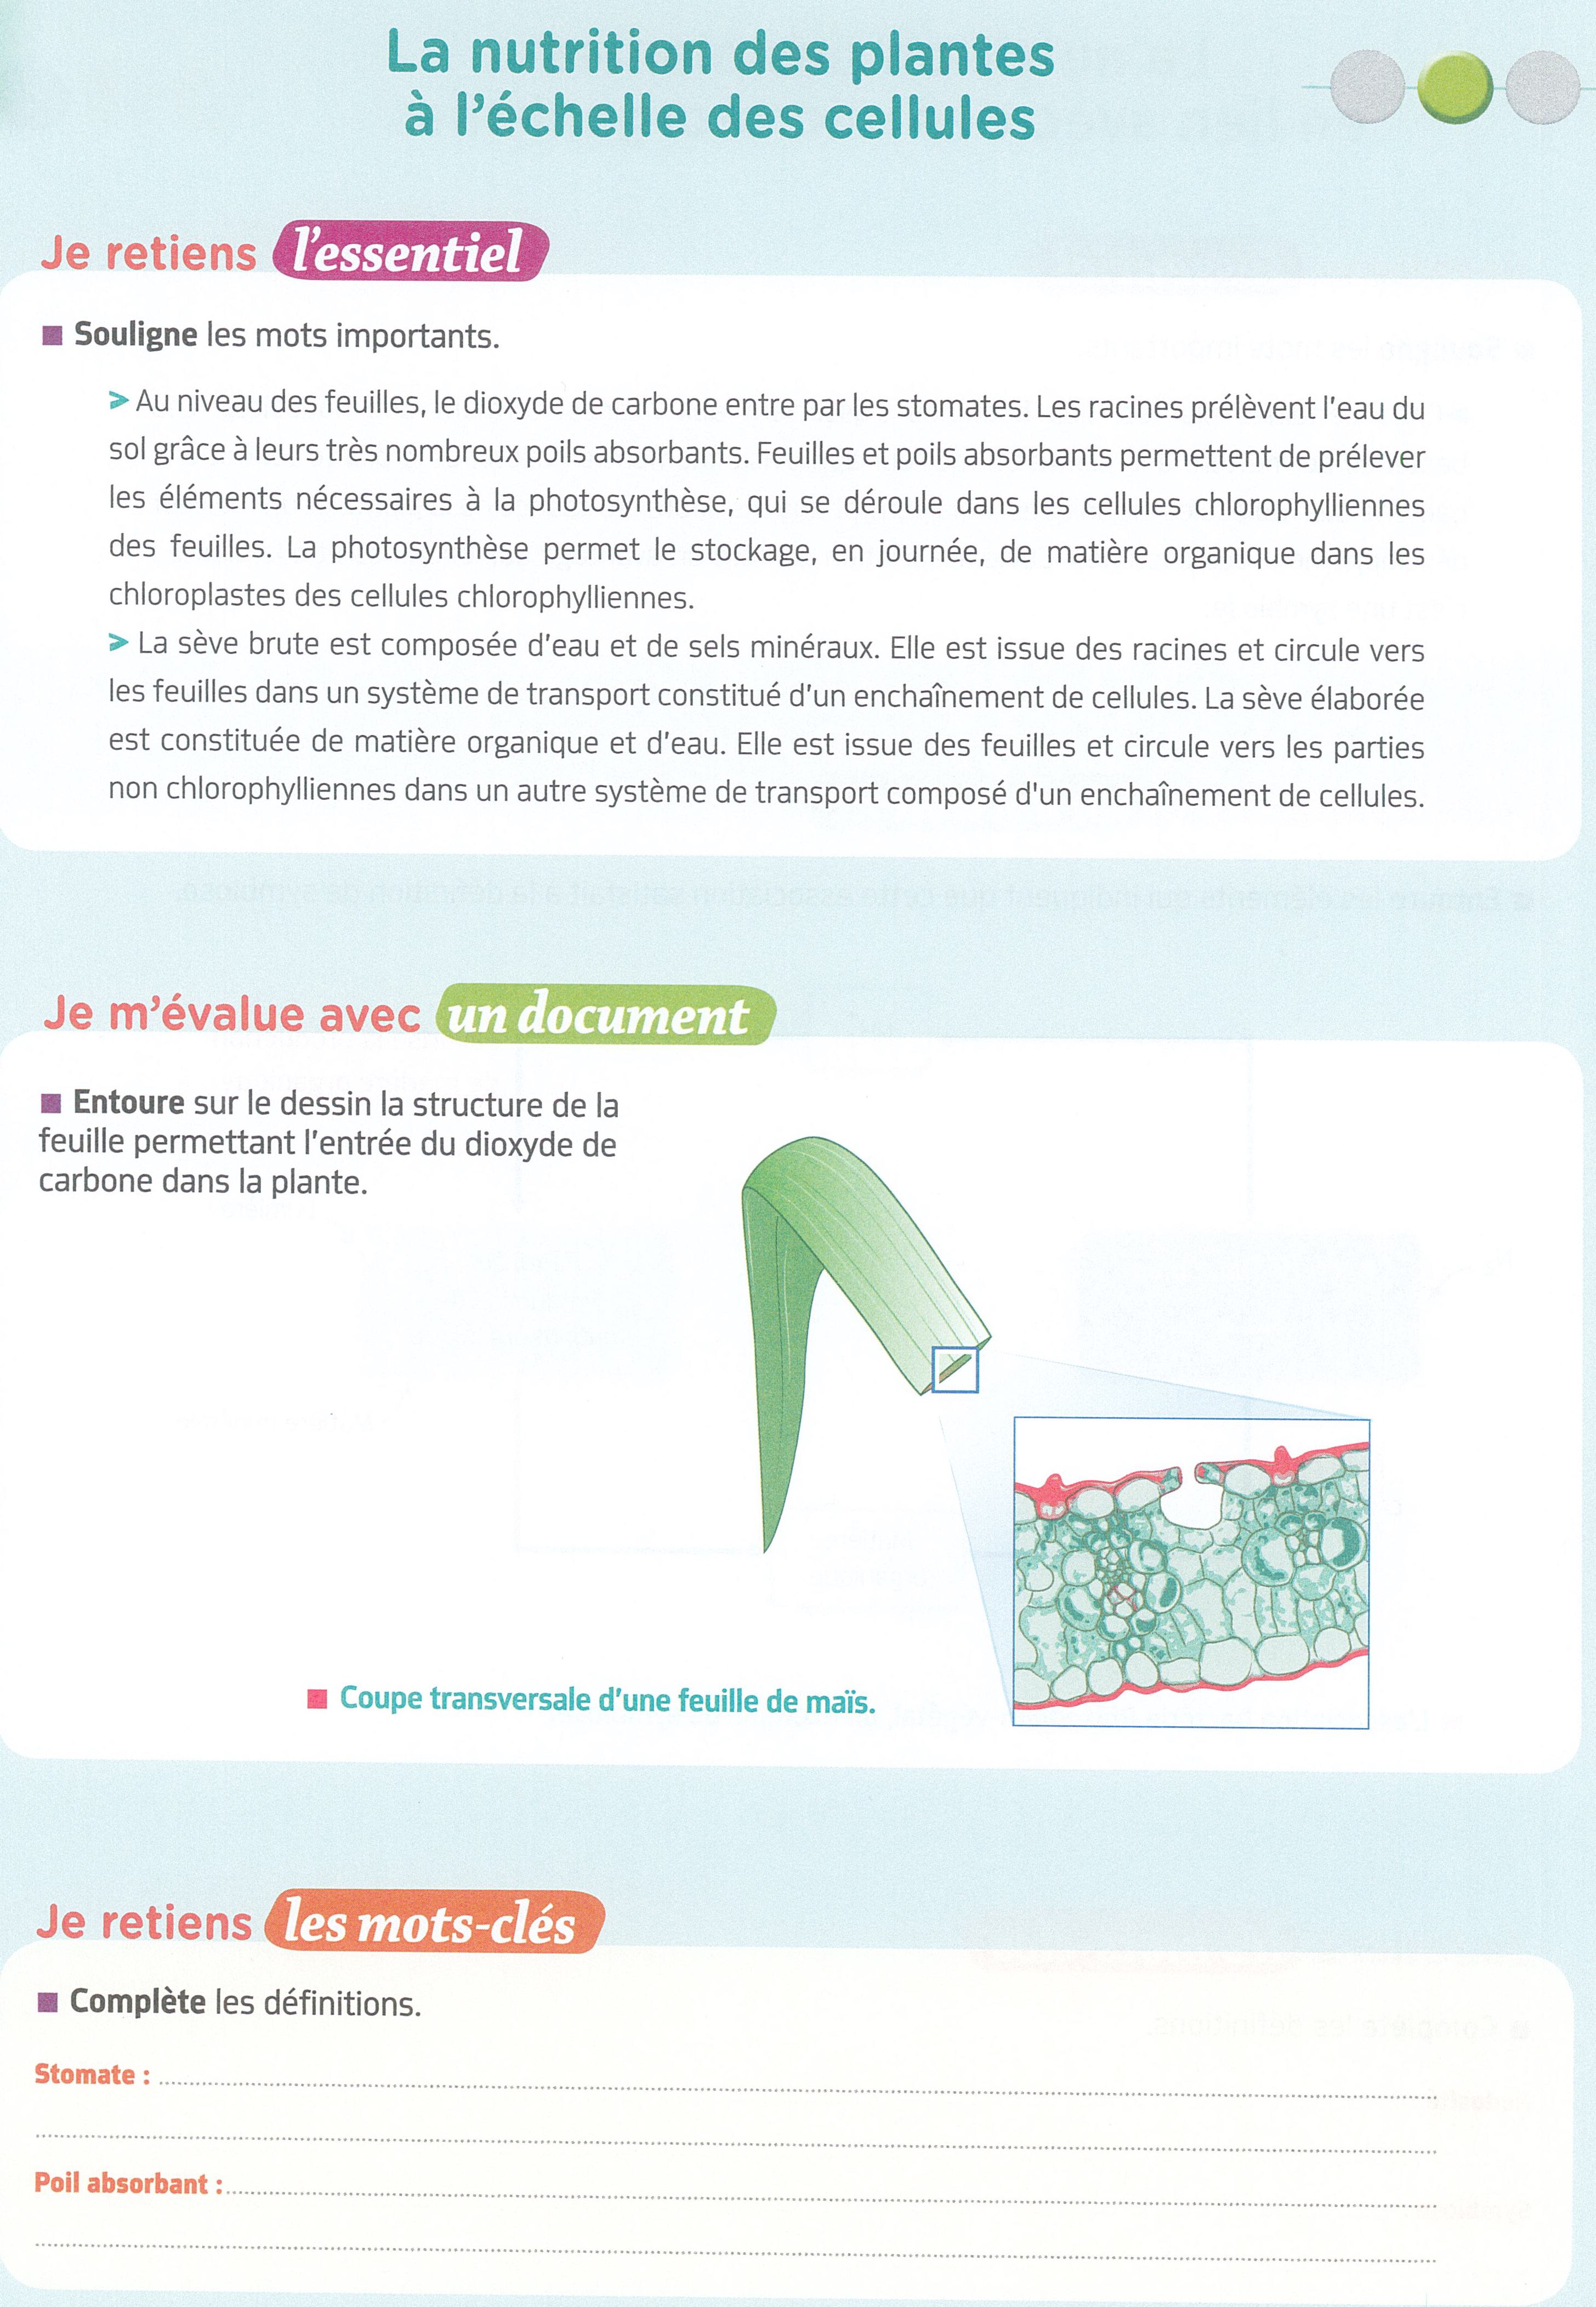 La nutrition des plantes
à l'échelle des cellules
Je retiens l'essentiel
■ Souligne les mots importants.
> Au niveau des feuilles, le dioxyde de carbone entre par les stomates. Les racines prélèvent l'eau du
sol grâce à leurs très nombreux poils absorbants. Feuilles et poils absorbants permettent de prélever
les éléments nécessaires à la photosynthèse, qui se déroule dans les cellules chlorophylliennes
des feuilles. La photosynthèse permet le stockage, en journée, de matière organique dans les
chloroplastes des cellules chlorophylliennes.
> La sève brute est composée d'eau et de sels minéraux. Elle est issue des racines et circule vers
les feuilles dans un système de transport constitué d'un enchaînement de cellules. La sève élaborée
est constituée de matière organique et d'eau. Elle est issue des feuilles et circule vers les parties
non chlorophylliennes dans un autre système de transport composé d'un enchaînement de cellules.
Je m'évalue avec un document
■ Entoure sur le dessin la structure de la
feuille permettant l'entrée du dioxyde de
carbone dans la plante.
■ Coupe transversale d'une feuille de maïs.
Je retiens les mots-clés
■ Complète les définitions.
Stomate :
Poil absorbant :